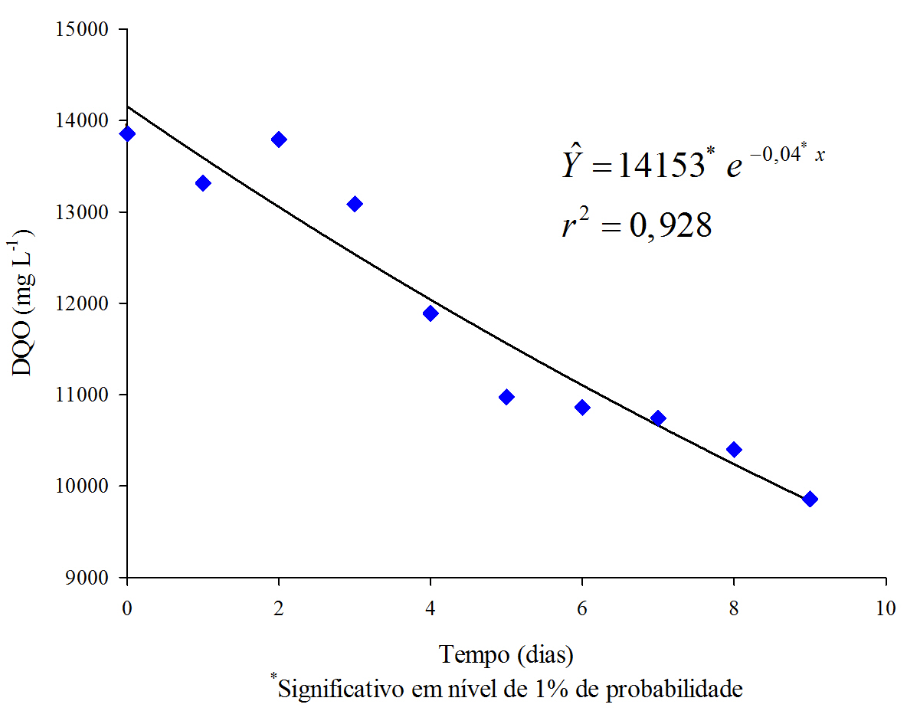 15000
14000
13000
12000
11000
10000
9000
DQO (mg L⁻¹)
Ŷ = 14153* e ^–0,04* x
r² = 0,928
0 2 4 6 8 10
Tempo (dias)
*Significativo em nível de 1% de probabilidade